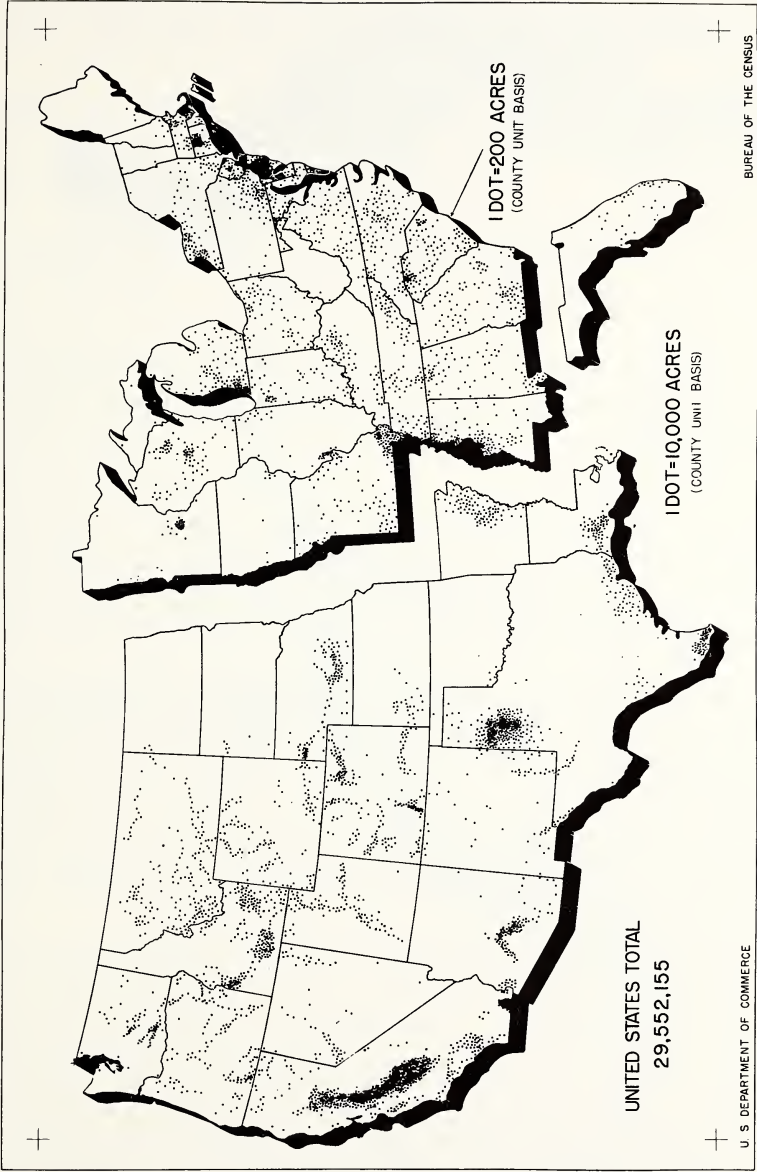 1 DOT=200 ACRES
(COUNTY UNIT BASIS)
1 DOT=10,000 ACRES
(COUNTY UNIT BASIS)
UNITED STATES TOTAL
29,552,155
U. S DEPARTMENT OF COMMERCE
BUREAU OF THE CENSUS